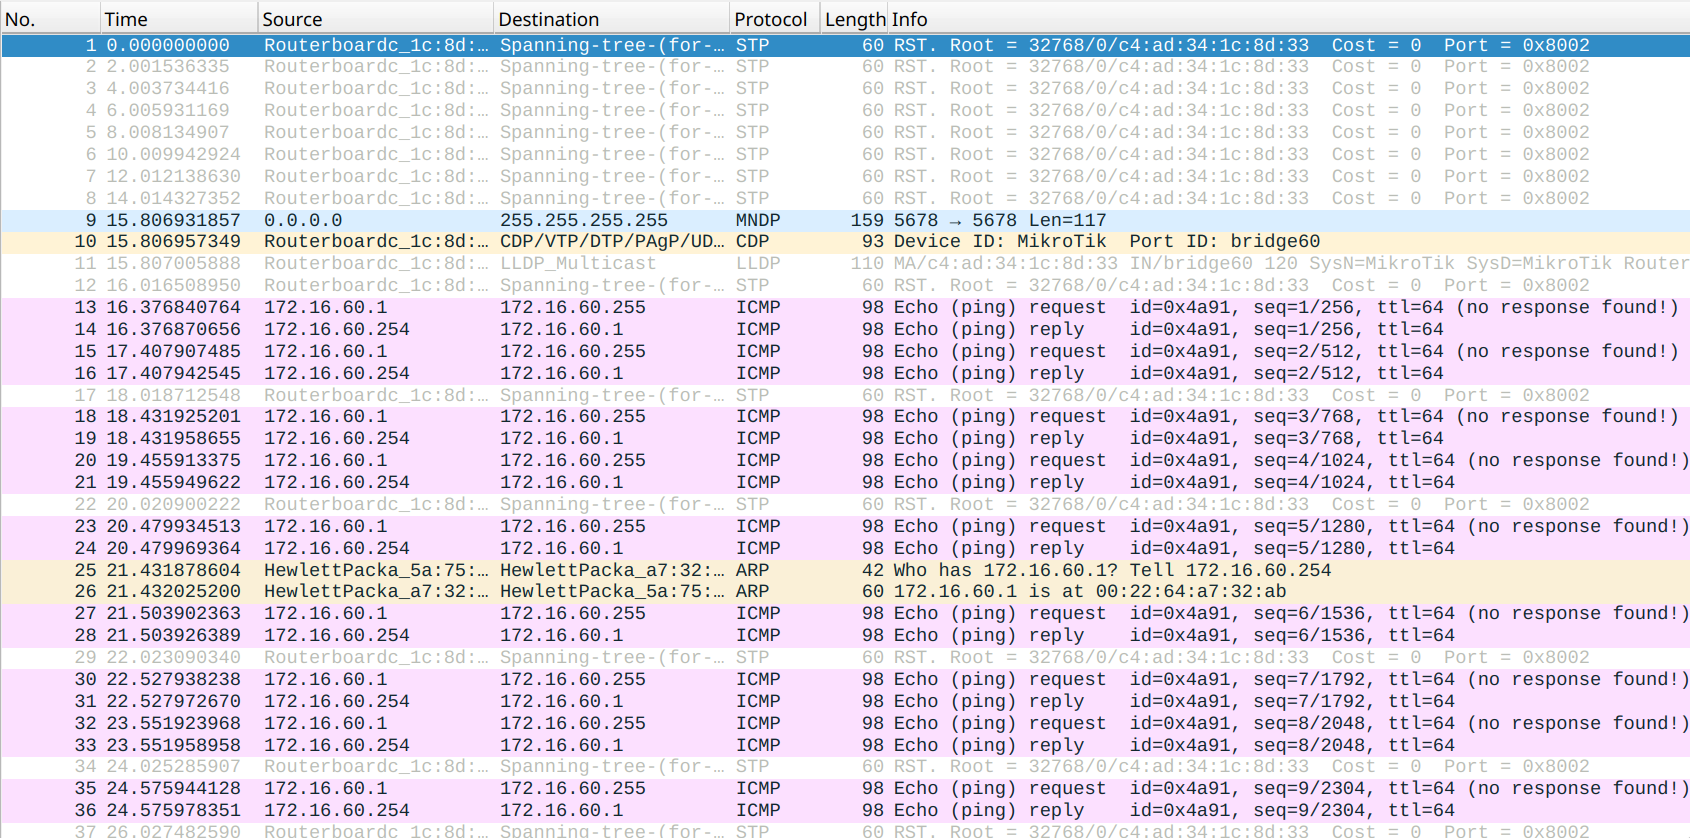 No. Time Source Destination Protocol Length Info
1 0.000000000 Routerboardc_1c:8d:… Spanning-tree-(for-… STP 60 RST. Root = 32768/0/c4:ad:34:1c:8d:33 Cost = 0 Port = 0x8002
2 2.001536335 Routerboardc_1c:8d:… Spanning-tree-(for-… STP 60 RST. Root = 32768/0/c4:ad:34:1c:8d:33 Cost = 0 Port = 0x8002
3 4.003734416 Routerboardc_1c:8d:… Spanning-tree-(for-… STP 60 RST. Root = 32768/0/c4:ad:34:1c:8d:33 Cost = 0 Port = 0x8002
4 6.005931169 Routerboardc_1c:8d:… Spanning-tree-(for-… STP 60 RST. Root = 32768/0/c4:ad:34:1c:8d:33 Cost = 0 Port = 0x8002
5 8.008134907 Routerboardc_1c:8d:… Spanning-tree-(for-… STP 60 RST. Root = 32768/0/c4:ad:34:1c:8d:33 Cost = 0 Port = 0x8002
6 10.009942924 Routerboardc_1c:8d:… Spanning-tree-(for-… STP 60 RST. Root = 32768/0/c4:ad:34:1c:8d:33 Cost = 0 Port = 0x8002
7 12.012138630 Routerboardc_1c:8d:… Spanning-tree-(for-… STP 60 RST. Root = 32768/0/c4:ad:34:1c:8d:33 Cost = 0 Port = 0x8002
8 14.014327352 Routerboardc_1c:8d:… Spanning-tree-(for-… STP 60 RST. Root = 32768/0/c4:ad:34:1c:8d:33 Cost = 0 Port = 0x8002
9 15.806931857 0.0.0.0 255.255.255.255 MNDP 159 5678 → 5678 Len=117
10 15.806957349 Routerboardc_1c:8d:… CDP/VTP/DTP/PAgP/UD… CDP 93 Device ID: MikroTik Port ID: bridge60
11 15.807005888 Routerboardc_1c:8d:… LLDP_Multicast LLDP 110 MA/c4:ad:34:1c:8d:33 IN/bridge60 120 SysN=MikroTik SysD=MikroTik Router
12 16.016508950 Routerboardc_1c:8d:… Spanning-tree-(for-… STP 60 RST. Root = 32768/0/c4:ad:34:1c:8d:33 Cost = 0 Port = 0x8002
13 16.376840764 172.16.60.1 172.16.60.255 ICMP 98 Echo (ping) request id=0x4a91, seq=1/256, ttl=64 (no response found!)
14 16.376870656 172.16.60.254 172.16.60.1 ICMP 98 Echo (ping) reply id=0x4a91, seq=1/256, ttl=64
15 17.407907485 172.16.60.1 172.16.60.255 ICMP 98 Echo (ping) request id=0x4a91, seq=2/512, ttl=64 (no response found!)
16 17.407942545 172.16.60.254 172.16.60.1 ICMP 98 Echo (ping) reply id=0x4a91, seq=2/512, ttl=64
17 18.018712548 Routerboardc_1c:8d:… Spanning-tree-(for-… STP 60 RST. Root = 32768/0/c4:ad:34:1c:8d:33 Cost = 0 Port = 0x8002
18 18.431925201 172.16.60.1 172.16.60.255 ICMP 98 Echo (ping) request id=0x4a91, seq=3/768, ttl=64 (no response found!)
19 18.431958655 172.16.60.254 172.16.60.1 ICMP 98 Echo (ping) reply id=0x4a91, seq=3/768, ttl=64
20 19.455913375 172.16.60.1 172.16.60.255 ICMP 98 Echo (ping) request id=0x4a91, seq=4/1024, ttl=64 (no response found!)
21 19.455949622 172.16.60.254 172.16.60.1 ICMP 98 Echo (ping) reply id=0x4a91, seq=4/1024, ttl=64
22 20.020900222 Routerboardc_1c:8d:… Spanning-tree-(for-… STP 60 RST. Root = 32768/0/c4:ad:34:1c:8d:33 Cost = 0 Port = 0x8002
23 20.479934513 172.16.60.1 172.16.60.255 ICMP 98 Echo (ping) request id=0x4a91, seq=5/1280, ttl=64 (no response found!)
24 20.479969364 172.16.60.254 172.16.60.1 ICMP 98 Echo (ping) reply id=0x4a91, seq=5/1280, ttl=64
25 21.431878604 HewlettPacka_5a:75:… HewlettPacka_a7:32:… ARP 42 Who has 172.16.60.1? Tell 172.16.60.254
26 21.432025200 HewlettPacka_a7:32:… HewlettPacka_5a:75:… ARP 60 172.16.60.1 is at 00:22:64:a7:32:ab
27 21.503902363 172.16.60.1 172.16.60.255 ICMP 98 Echo (ping) request id=0x4a91, seq=6/1536, ttl=64 (no response found!)
28 21.503926389 172.16.60.254 172.16.60.1 ICMP 98 Echo (ping) reply id=0x4a91, seq=6/1536, ttl=64
29 22.023090340 Routerboardc_1c:8d:… Spanning-tree-(for-… STP 60 RST. Root = 32768/0/c4:ad:34:1c:8d:33 Cost = 0 Port = 0x8002
30 22.527938238 172.16.60.1 172.16.60.255 ICMP 98 Echo (ping) request id=0x4a91, seq=7/1792, ttl=64 (no response found!)
31 22.527972670 172.16.60.254 172.16.60.1 ICMP 98 Echo (ping) reply id=0x4a91, seq=7/1792, ttl=64
32 23.551923968 172.16.60.1 172.16.60.255 ICMP 98 Echo (ping) request id=0x4a91, seq=8/2048, ttl=64 (no response found!)
33 23.551958958 172.16.60.254 172.16.60.1 ICMP 98 Echo (ping) reply id=0x4a91, seq=8/2048, ttl=64
34 24.025285907 Routerboardc_1c:8d:… Spanning-tree-(for-… STP 60 RST. Root = 32768/0/c4:ad:34:1c:8d:33 Cost = 0 Port = 0x8002
35 24.575944128 172.16.60.1 172.16.60.255 ICMP 98 Echo (ping) request id=0x4a91, seq=9/2304, ttl=64 (no response found!)
36 24.575978351 172.16.60.254 172.16.60.1 ICMP 98 Echo (ping) reply id=0x4a91, seq=9/2304, ttl=64
37 26.027482590 Routerboardc_1c:8d:… Spanning-tree-(for-… STP 60 RST. Root = 32768/0/c4:ad:34:1c:8d:33 Cost = 0 Port = 0x8002